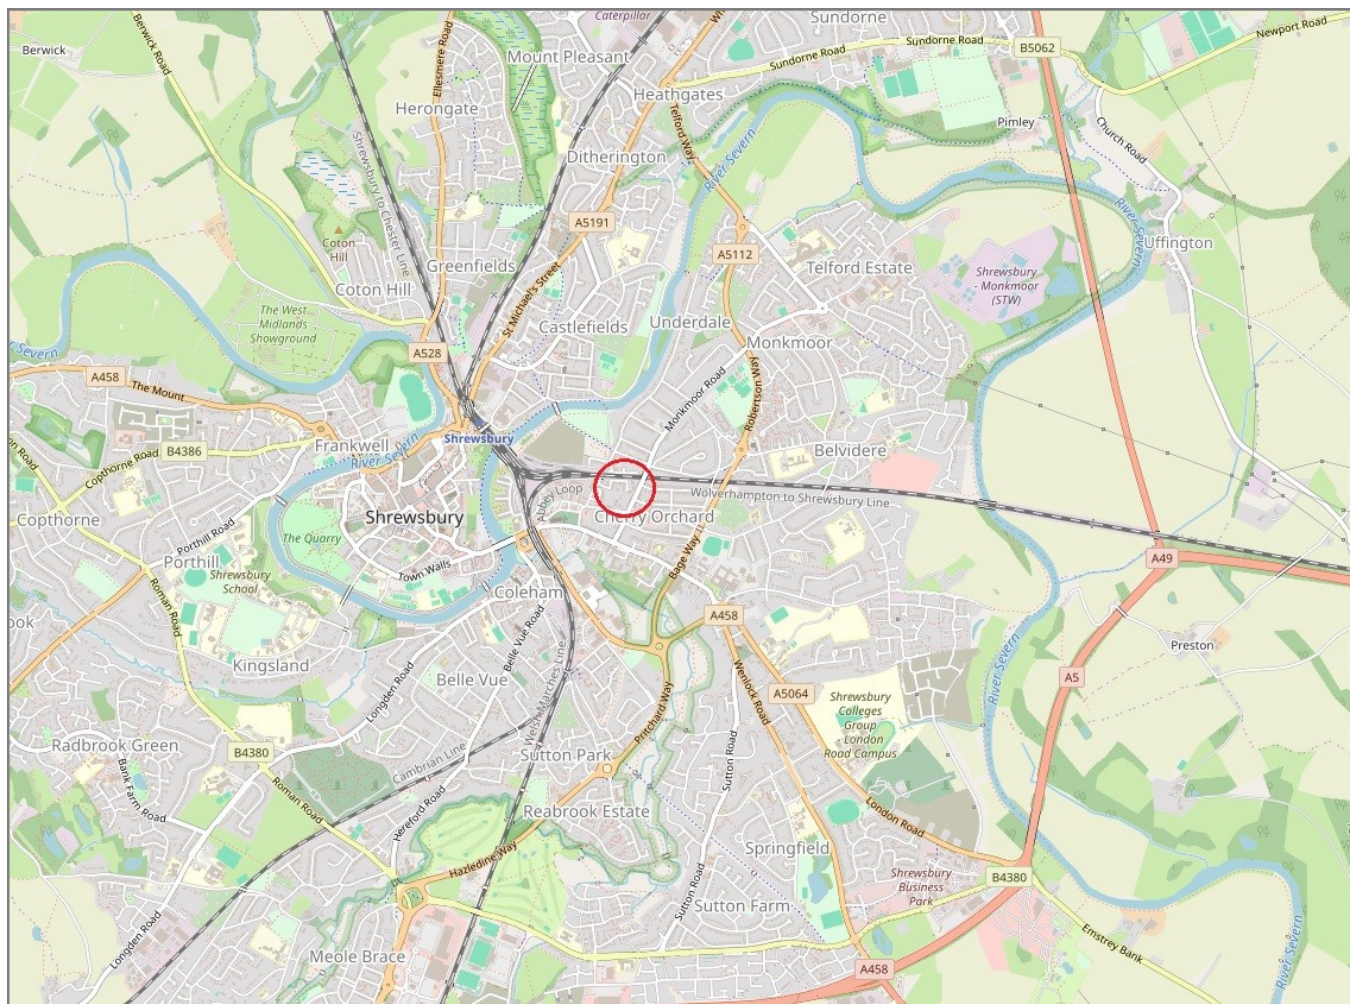 Caterpillar
Sundorne
Berwick
Berwick Road
Ellesmere Road
Mount Pleasant
Sundorne Road
Sundorne Road
B5062
Newport Road
Heathgates
Herongate
Telford Way
Pimley
Church Road
Shrewsbury to Chester Line
Ditherington
River Severn
River Severn
A5191
Coton
Hill
Uffington
A5112
Greenfields
Telford Estate
Shrewsbury
- Monkmoor
(STW)
Coton Hill
St Michael's Street
The West
Midlands
Showground
Castlefields
Underdale
Monkmoor
River Severn
A528
A458
The Mount
Monkmoor Road
Robertson Way
Frankwell
River Severn
Shrewsbury
B4386
Copthorne Road
Belvidere
Abbey Loop
Wolverhampton to Shrewsbury Line
Copthorne
Shrewsbury
Cherry Orchard
Porthill Road
The Quarry
Porthill
Bage Way
A49
Shrewsbury
School
Town Walls
Coleham
Roman Road
A458
ook
Belle Vue Road
Preston
Kingsland
Longden Road
Belle Vue
Welsh Marches Line
Wenlock Road
River Severn
A5
A5064
Shrewsbury
Colleges
Group
London
Road Campus
Pritchard Way
Radbrook Green
B4380
Bank Farm Road
Cambrian Line
Sutton Park
Sutton Road
Roman Road
Hereford Road
Reabrook Estate
London Road
Springfield
Hazledine Way
Shrewsbury
Business
Park
B4380
Sutton Road
Sutton Farm
Longden Road
Emstrey Bank
River Severn
Meole Brace
A458